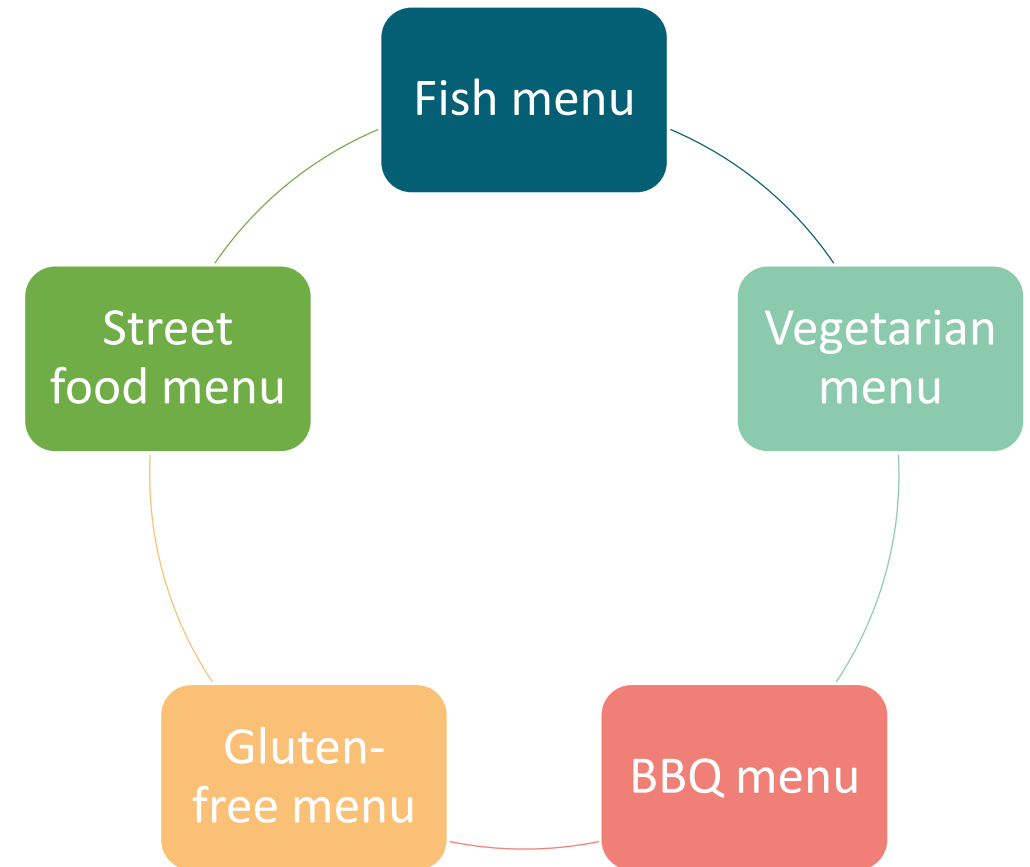 Fish menu
Vegetarian
menu
BBQ menu
Gluten-
free menu
Street
food menu